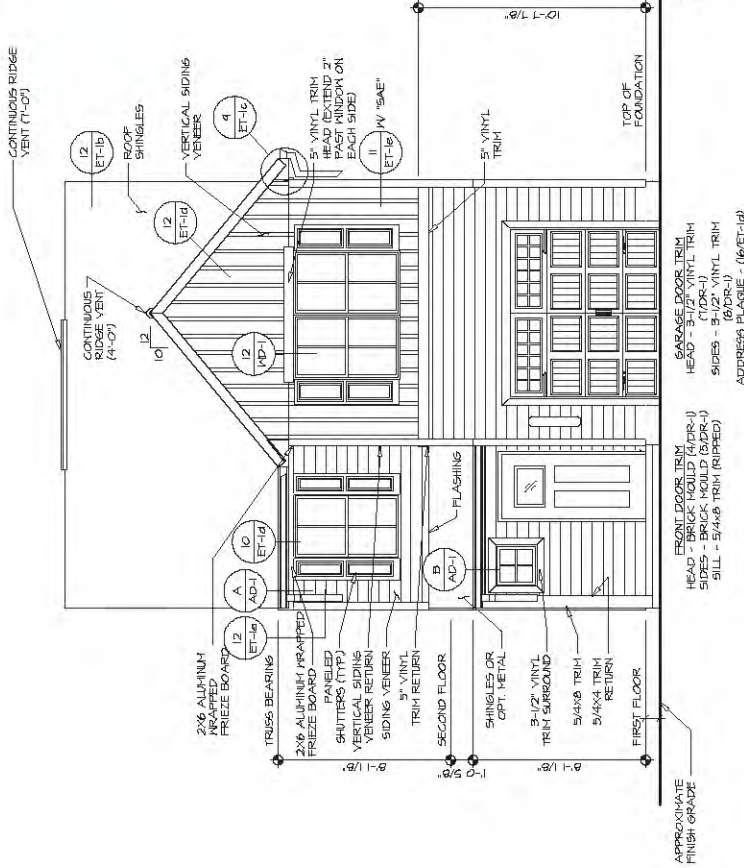 CONTINUOUS RIDGE
VENT (7'-0")
12
ET-1b
ROOF
SHINGLES
12
ET-1d
VERTICAL SIDING
VENEER
9
ET-1c
CONTINUOUS
RIDGE VENT
(4'-0")
12
10
2X6 ALUMINUM
WRAPPED
FRIEZE BOARD
TRUSS BEARING
12
ET-1a
A
AD-1
10
ET-1d
12
WD-1
5" VINYL TRIM
HEAD (EXTEND 2"
PAST WINDOW ON
EACH SIDE)
11
ET-1e
W/ "SAE"
2X6 ALUMINUM WRAPPED
FRIEZE BOARD
PANELED
SHUTTERS (TYP.)
VERTICAL SIDING
VENEER RETURN
SIDING VENEER
5" VINYL
TRIM RETURN
SECOND FLOOR
8'-1 1/8"
1'-0 5/8"
8'-1 1/8"
10'-7 7/8"
B
AD-1
FLASHING
5" VINYL
TRIM
SHINGLES OR
OPT. METAL
3-1/2" VINYL
TRIM SURROUND
5/4X8 TRIM
5/4X4 TRIM
RETURN
FIRST FLOOR
TOP OF
FOUNDATION
APPROXIMATE
FINISH GRADE
FRONT DOOR TRIM
HEAD - BRICK MOULD (4/DR-1)
SIDES - BRICK MOULD (5/DR-1)
SILL - 5/4x8 TRIM (RIPPED)
GARAGE DOOR TRIM
HEAD - 3-1/2" VINYL TRIM
(7/DR-1)
SIDES - 3-1/2" VINYL TRIM
(8/DR-1)
ADDRESS PLAQUE - (16/ET-1d)